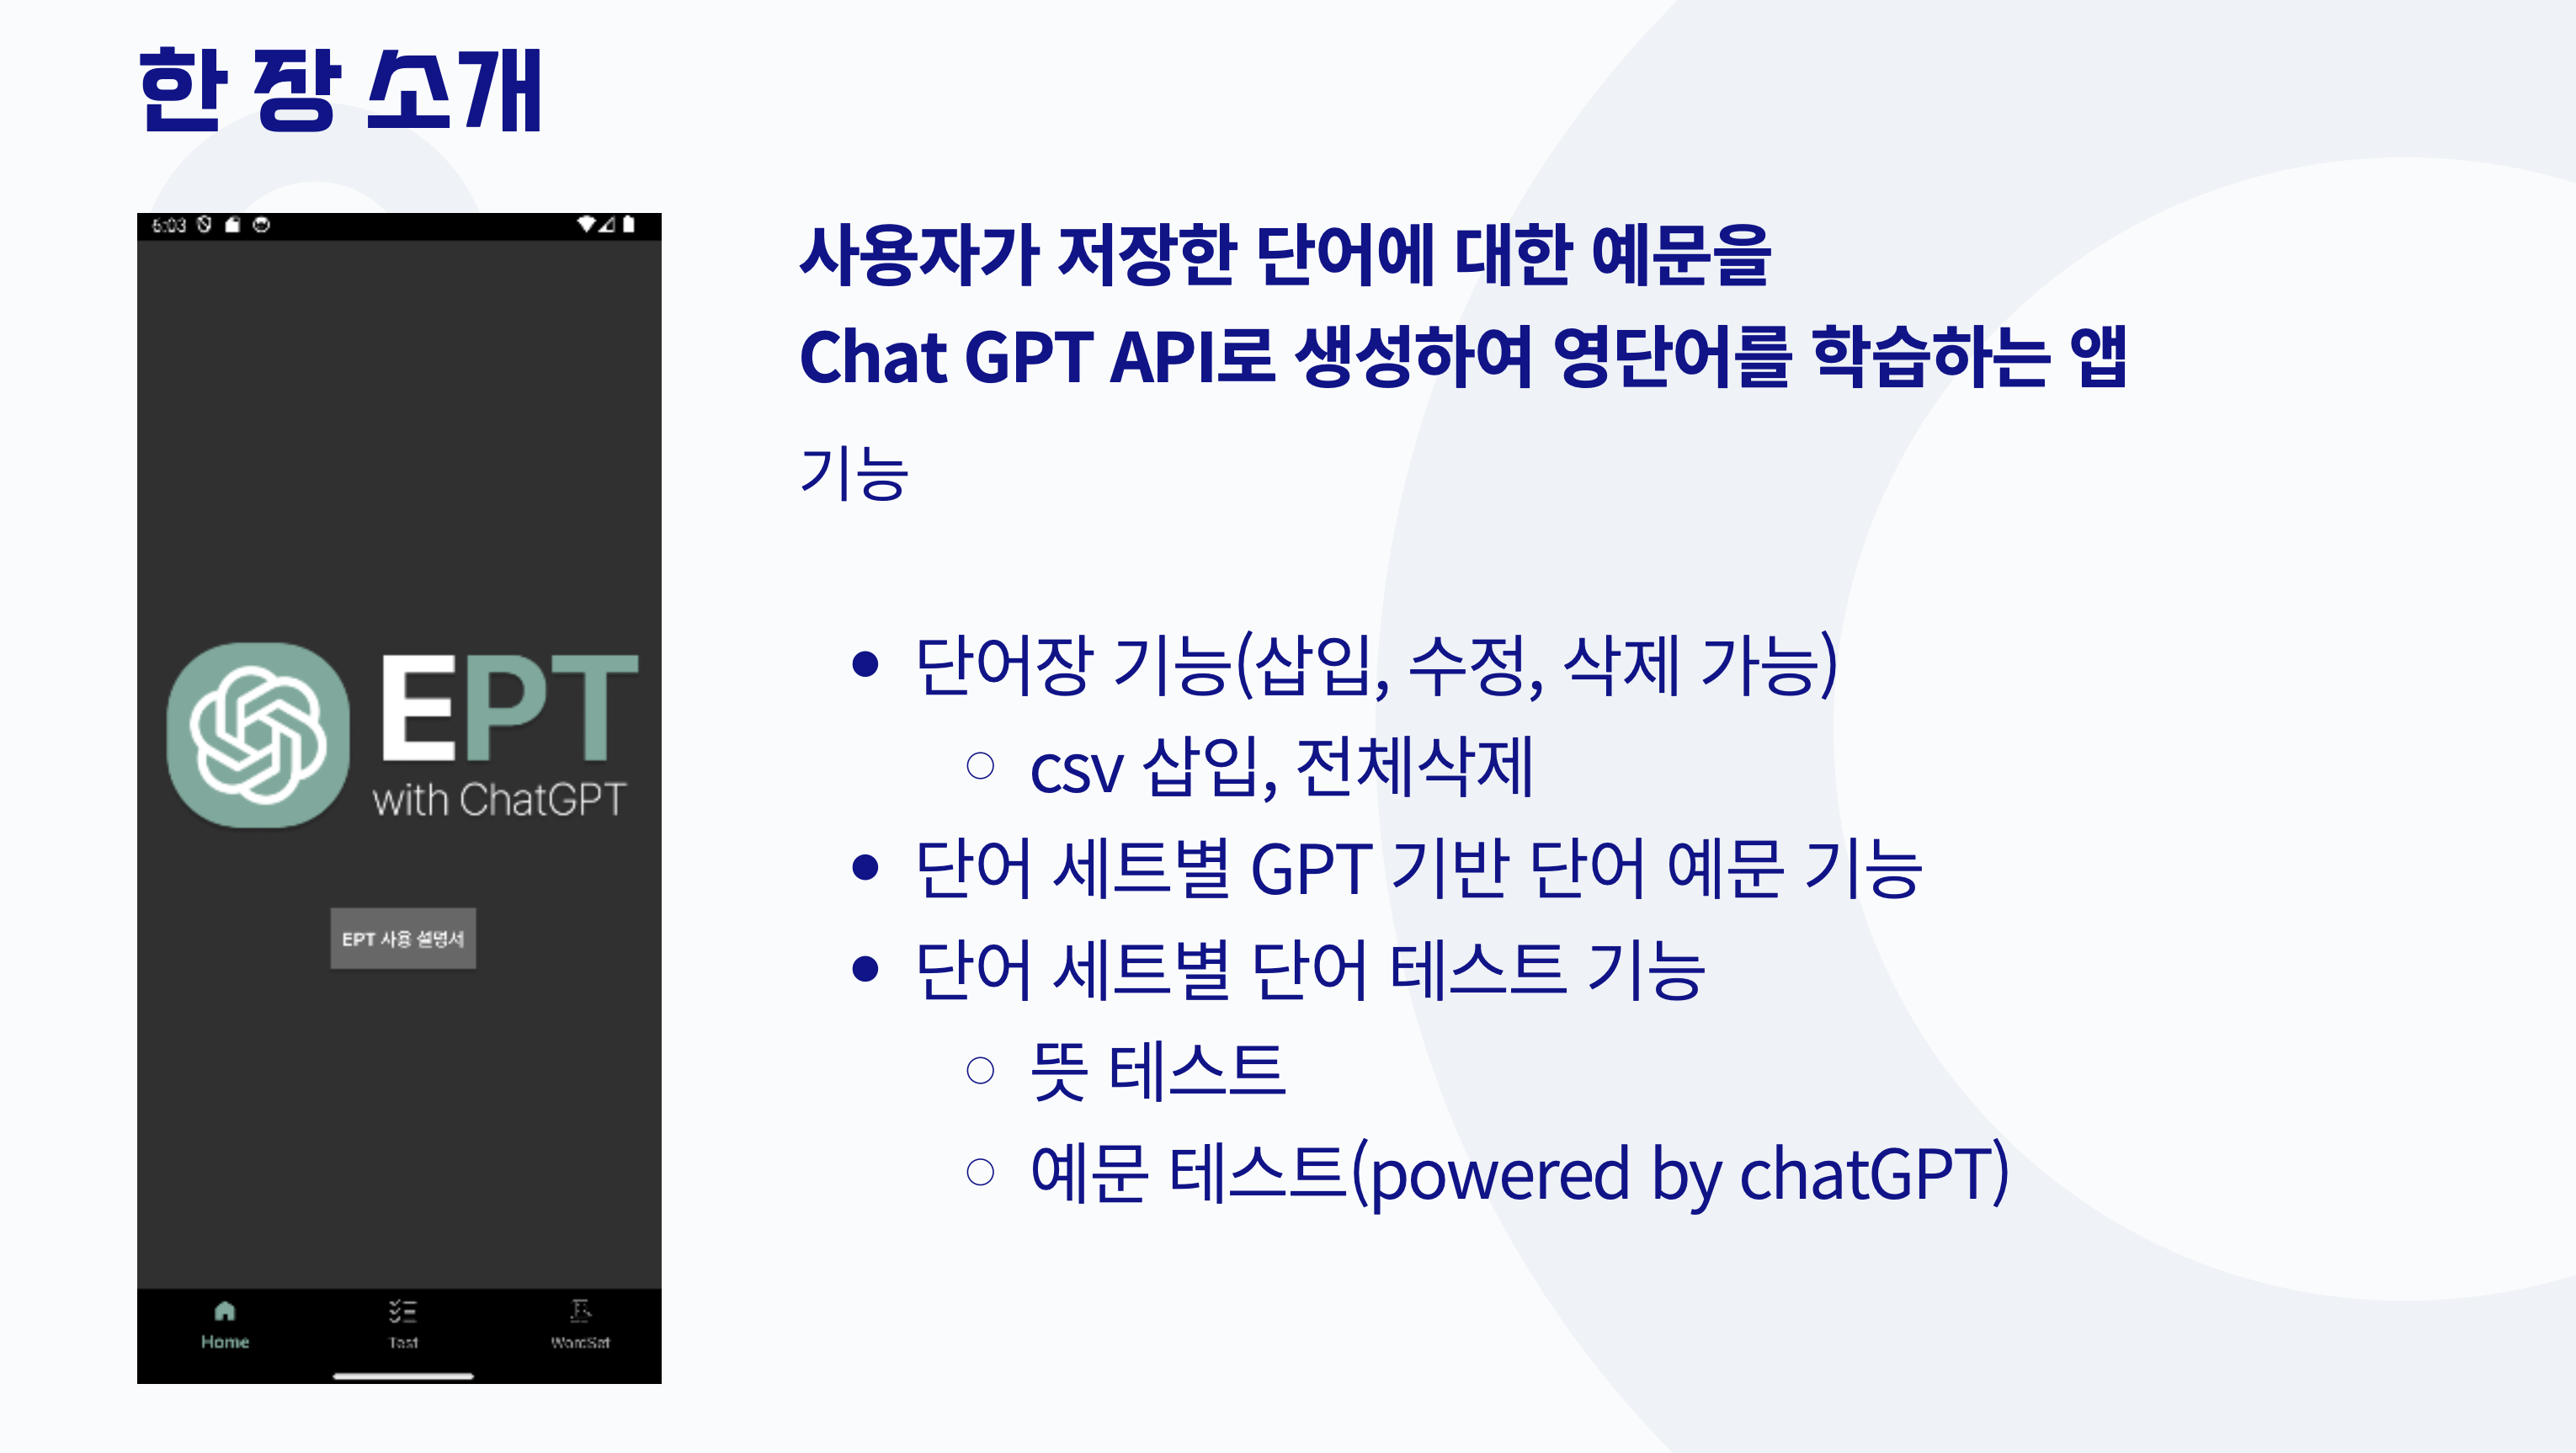 한 장 소개
6:03
사용자가 저장한 단어에 대한 예문을
Chat GPT API로 생성하여 영단어를 학습하는 앱
기능
단어장 기능(삽입, 수정, 삭제 가능)
csv 삽입, 전체삭제
단어 세트별 GPT 기반 단어 예문 기능
단어 세트별 단어 테스트 기능
뜻 테스트
예문 테스트(powered by chatGPT)
EPT
with ChatGPT
EPT 사용 설명서
Home
Test
WordSet